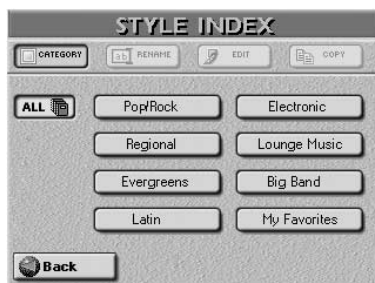 STYLE INDEX
CATEGORY RENAME EDIT COPY
ALL Pop/Rock Electronic
Regional Lounge Music
Evergreens Big Band
Latin My Favorites
Back